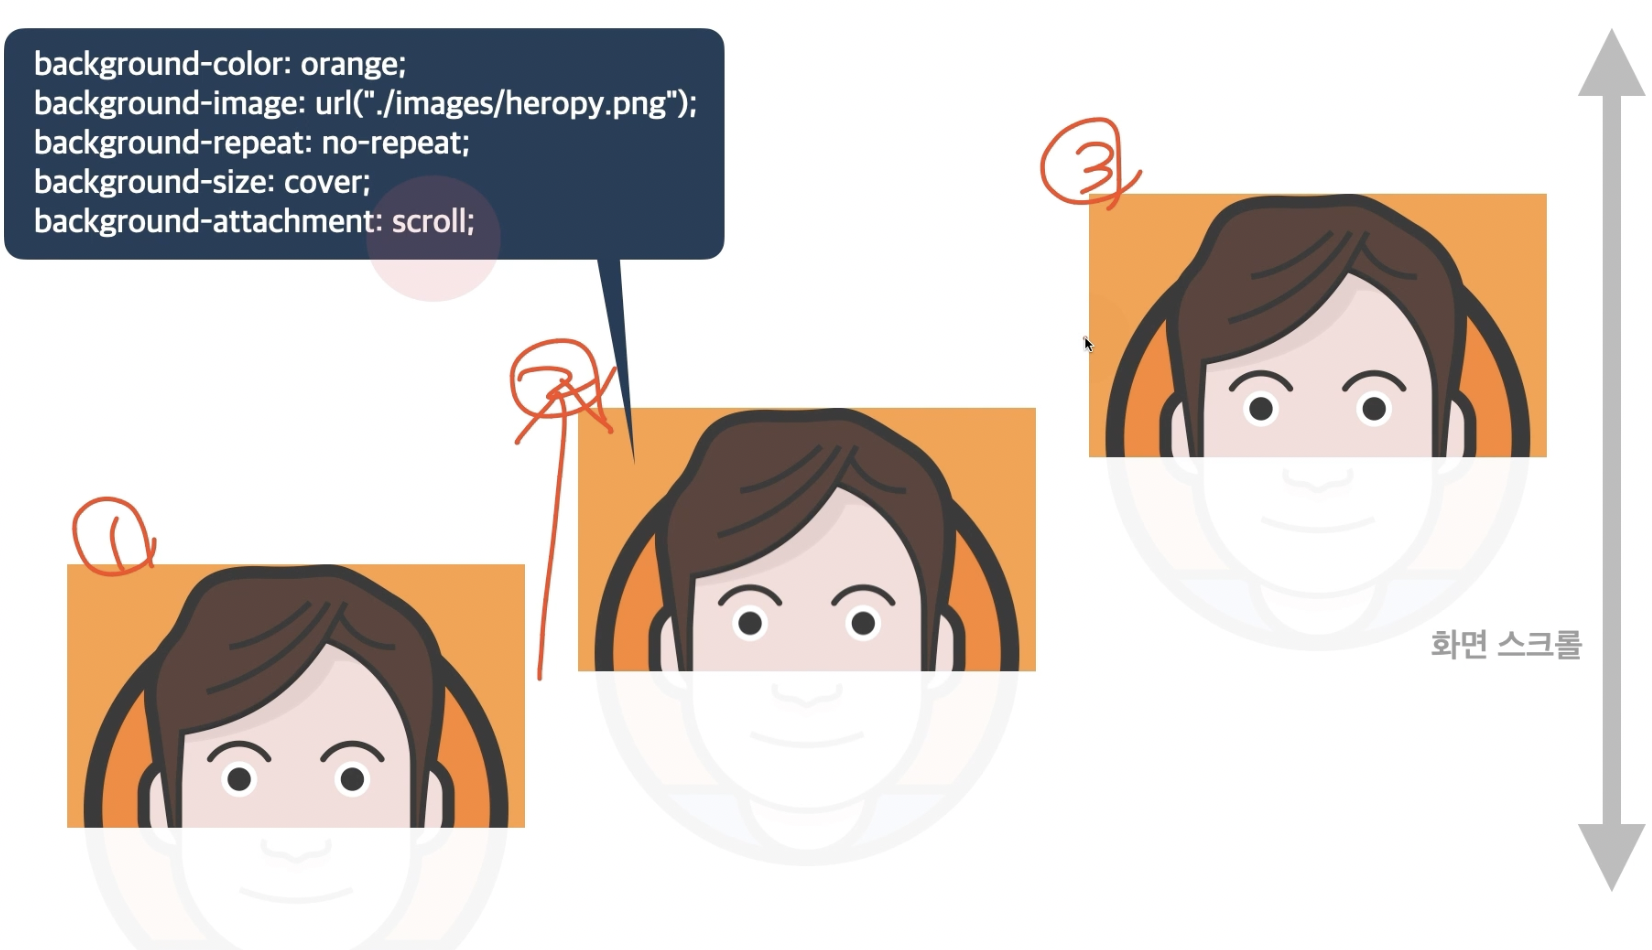 background-color: orange;
background-image: url("./images/heropy.png");
background-repeat: no-repeat;
background-size: cover;
background-attachment: scroll;
3
2
1
화면 스크롤